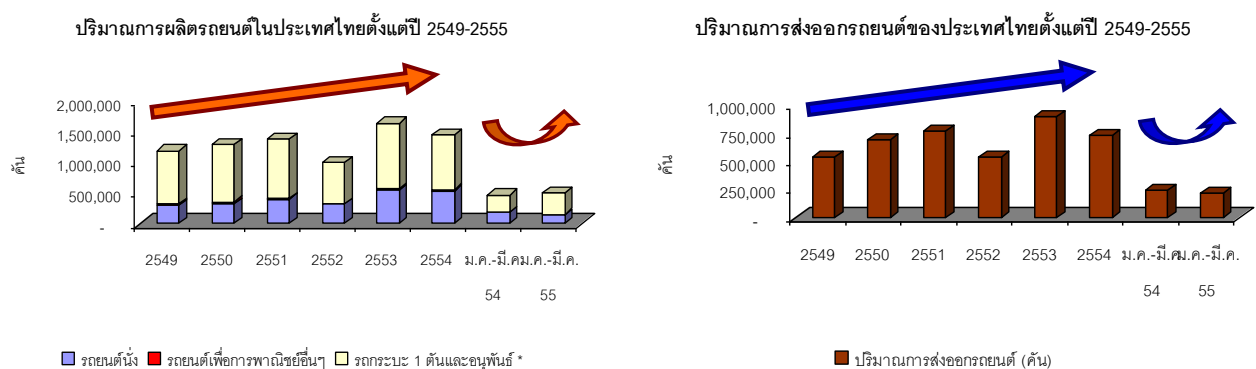 ปริมาณการผลิตรถยนต์ในประเทศไทยตั้งแต่ปี 2549-2555
2,000,000
1,500,000
1,000,000
500,000
-
คัน
2549 2550 2551 2552 2553 2554 ม.ค.-มี.ค. ม.ค.-มี.ค.
54 55
รถยนต์นั่ง รถยนต์เพื่อการพาณิชย์อื่นๆ รถกระบะ 1 ตันและอนุพันธ์ *
ปริมาณการส่งออกรถยนต์ของประเทศไทยตั้งแต่ปี 2549-2555
1,000,000
750,000
500,000
250,000
-
คัน
2549 2550 2551 2552 2553 2554 ม.ค.-มี.ค. ม.ค.-มี.ค.
54 55
ปริมาณการส่งออกรถยนต์ (คัน)